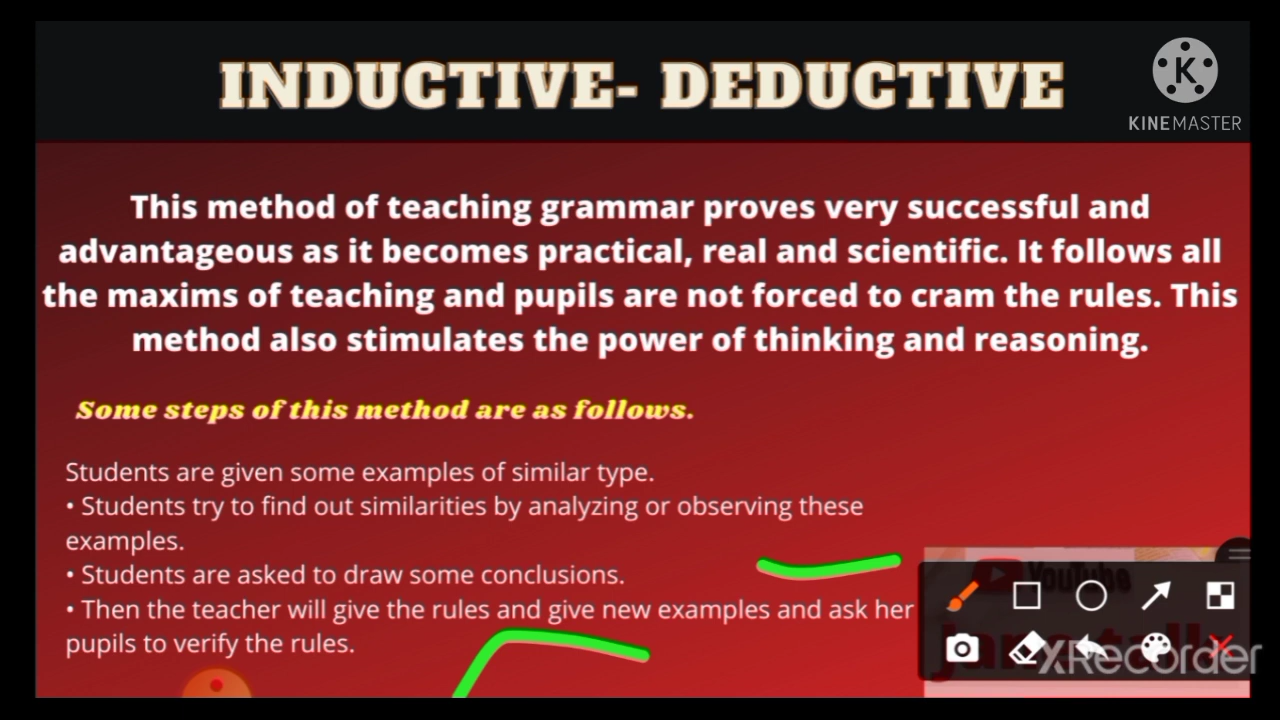 INDUCTIVE- DEDUCTIVE
K
KINEMASTER
This method of teaching grammar proves very successful and
advantageous as it becomes practical, real and scientific. It follows all
the maxims of teaching and pupils are not forced to cram the rules. This
method also stimulates the power of thinking and reasoning.
Some steps of this method are as follows.
Students are given some examples of similar type.
• Students try to find out similarities by analyzing or observing these
examples.
• Students are asked to draw some conclusions.
• Then the teacher will give the rules and give new examples and ask her
pupils to verify the rules.
YouTube
XRecorder